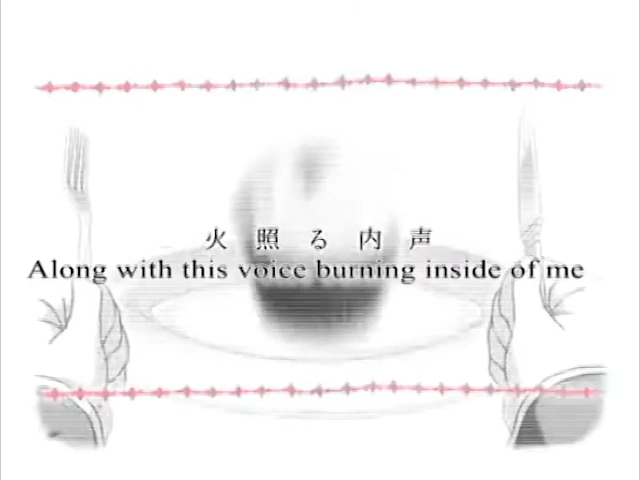 火照る内声
Along with this voice burning inside of me